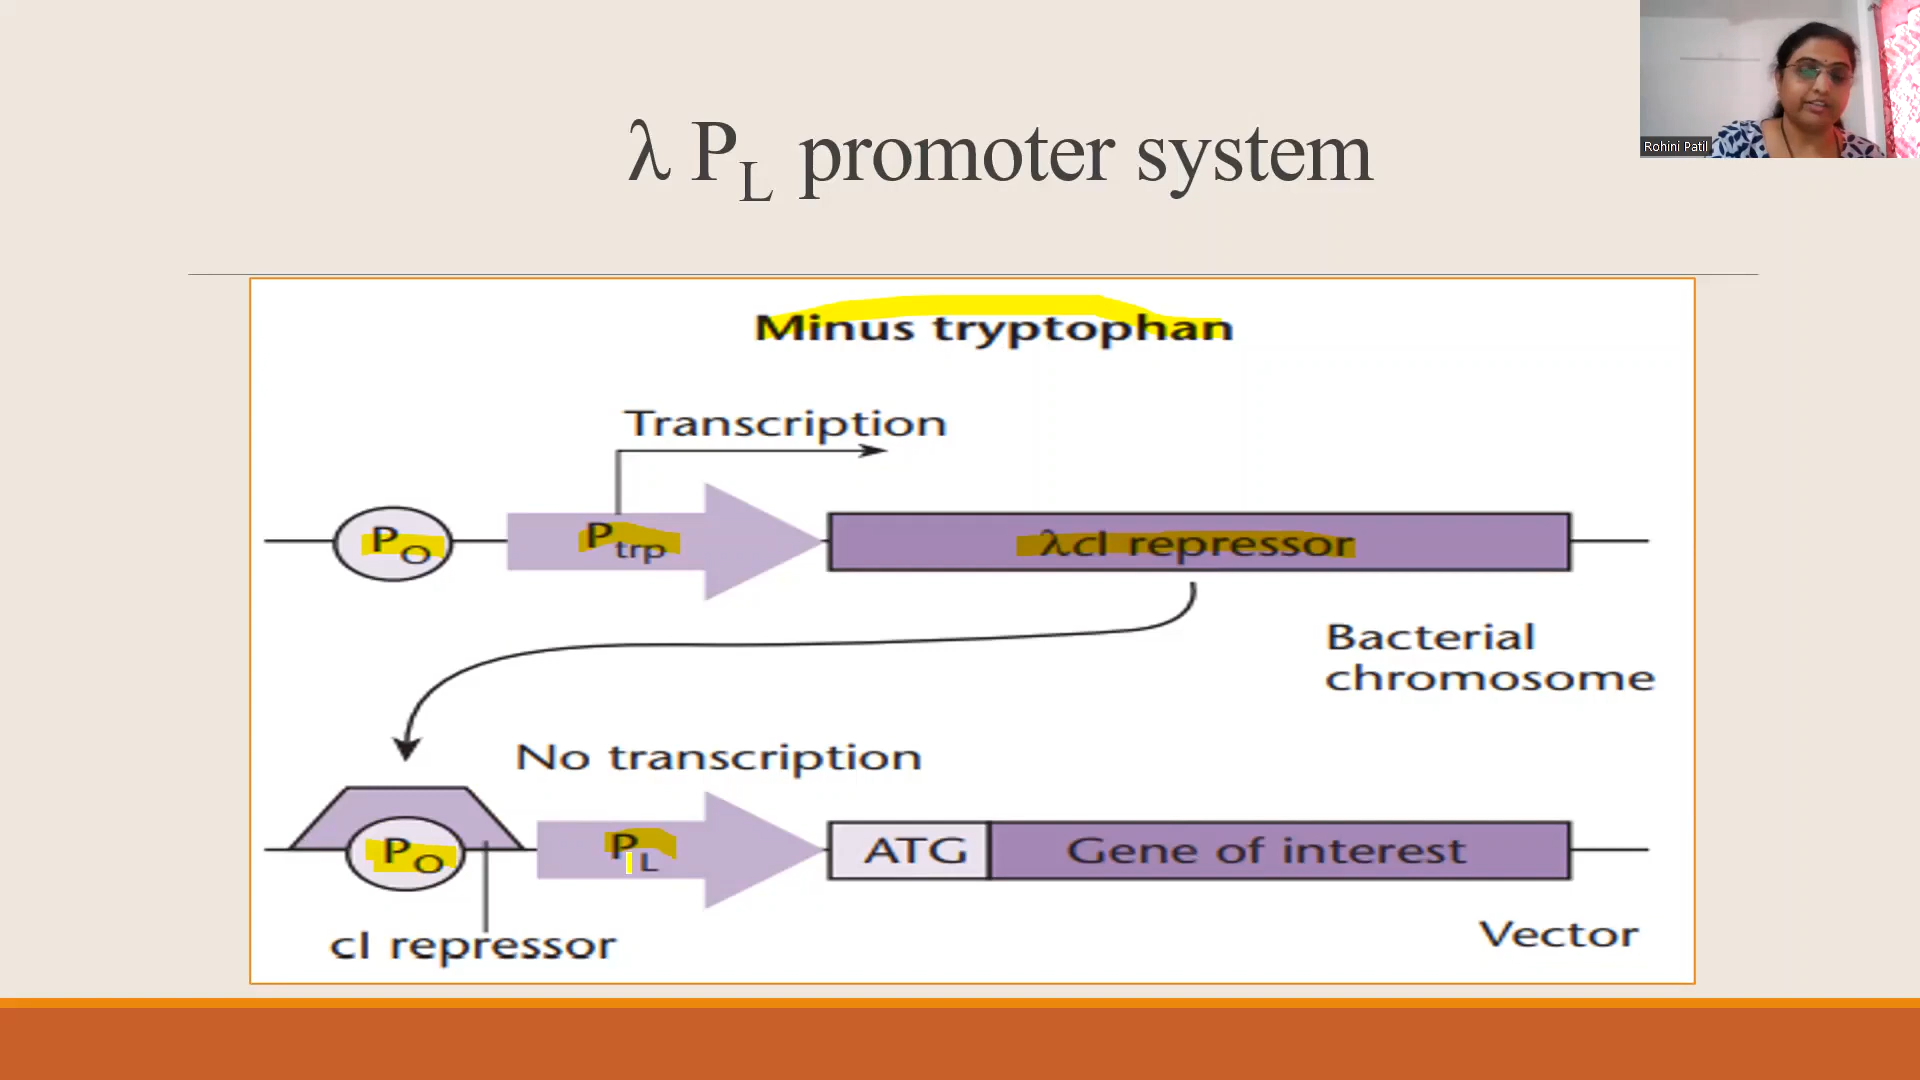 λ PL promoter system
Rohini Patil
Minus tryptophan
Transcription
PO
Ptrp
λcI repressor
Bacterial
chromosome
No transcription
PO
PL
ATG
Gene of interest
cI repressor
Vector